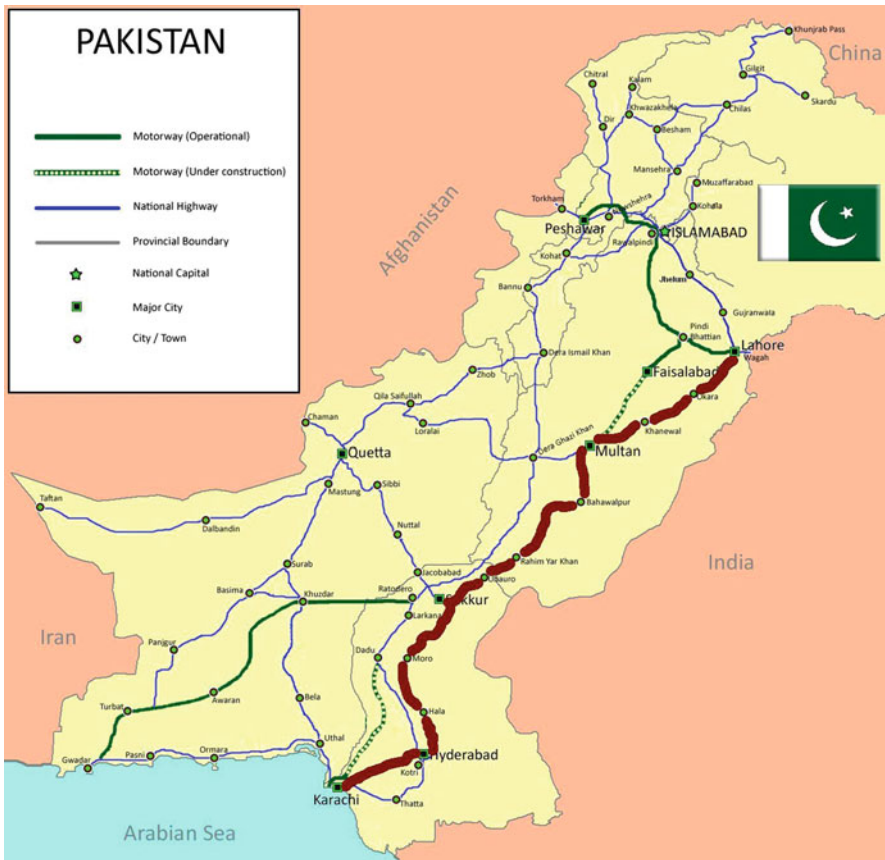 PAKISTAN
Motorway (Operational)
Motorway (Under construction)
National Highway
Provincial Boundary
National Capital
Major City
City / Town
Khunjrab Pass
China
Gilgit
Chitral
Kalam
Skardu
Khwazakhela
Chilas
Dir
Besham
Mansehra
Muzaffarabad
Afghanistan
Torkham
Kohalla
Peshawar
ISLAMABAD
Rawalpindi
Kohat
Jhelum
Bannu
Gujranwala
Pindi
Bhattian
Lahore
Wagah
Dera Ismail Khan
Zhob
Faisalabad
Okara
Qila Saifullah
Chaman
Loralai
Khanewal
Dera Ghazi Khan
Quetta
Multan
Mastung
Sibbi
Bahawalpur
Taftan
Dalbandin
Nuttal
India
Rahim Yar Khan
Surab
Jacobabad
Ubauro
Basima
Khuzdar
Ratodero
Sukkur
Larkana
Iran
Panjgur
Dadu
Moro
Awaran
Bela
Turbat
Hala
Uthal
Hyderabad
Pasni
Ormara
Gwadar
Kotri
Karachi
Thatta
Arabian Sea